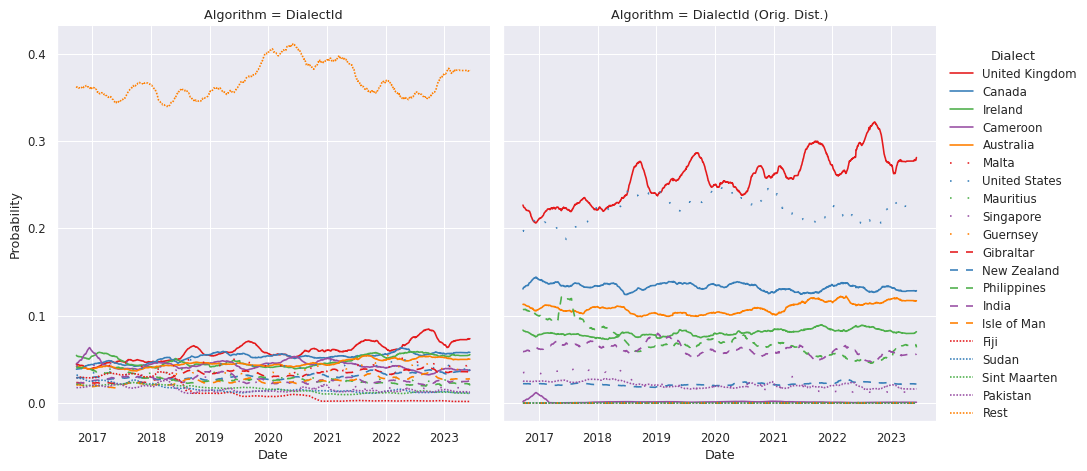 Algorithm = DialectId
Algorithm = DialectId (Orig. Dist.)
Probability
0.4
0.3
0.2
0.1
0.0
2017 2018 2019 2020 2021 2022 2023
2017 2018 2019 2020 2021 2022 2023
Date
Date
Dialect
United Kingdom
Canada
Ireland
Cameroon
Australia
Malta
United States
Mauritius
Singapore
Guernsey
Gibraltar
New Zealand
Philippines
India
Isle of Man
Fiji
Sudan
Sint Maarten
Pakistan
Rest